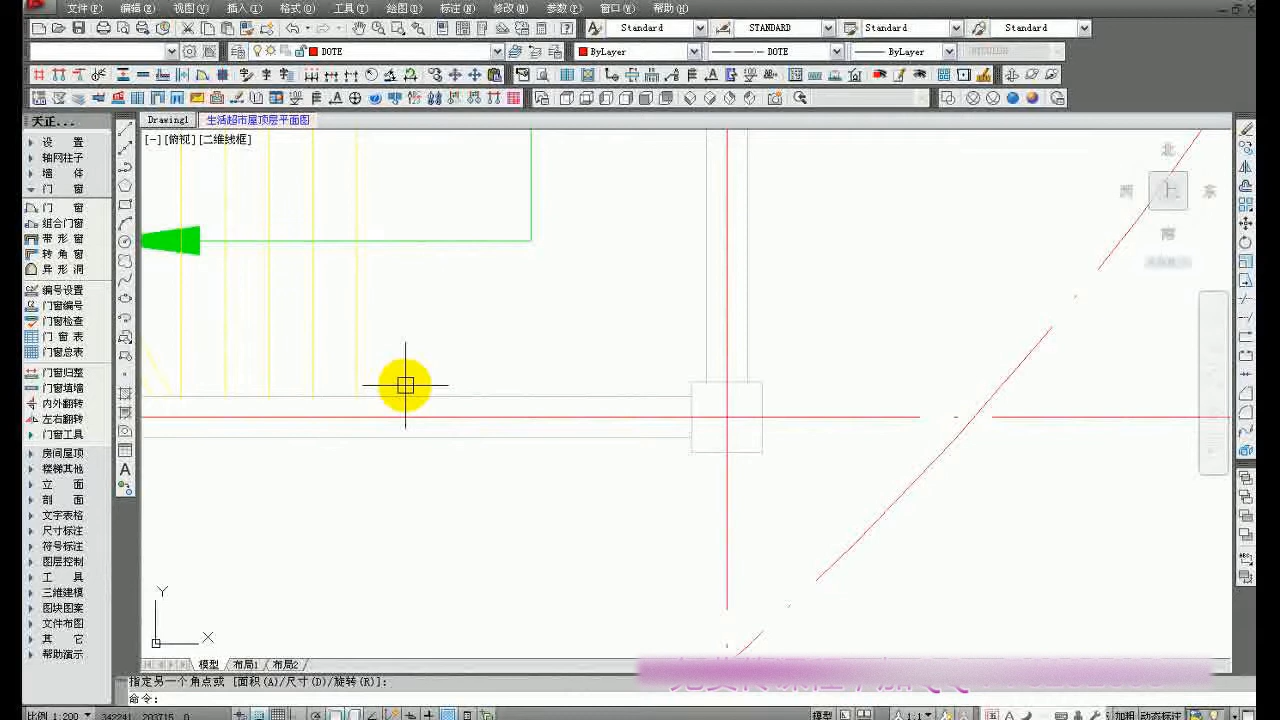 文件(F) 编辑(E) 视图(V) 插入(I) 格式(O) 工具(T) 绘图(D) 标注(N) 修改(M) 参数(P) 窗口(W) 帮助(H)
Standard STANDARD Standard Standard
DOTE ByLayer DOTE ByLayer BYCOLOR
天正... Drawing1 生活超市屋顶层平面图
[-][俯视][二维线框]
设 置
轴网柱子
墙 体
门 窗
门 窗
组合门窗
带 形 窗
转 角 窗
异 形 洞
编号设置
门窗编号
门窗检查
门 窗 表
门窗总表
门窗归整
门窗填墙
内外翻转
左右翻转
门窗工具
房间屋顶
楼梯其他
立 面
剖 面
文字表格
尺寸标注
符号标注
图层控制
工 具
三维建模
图块图案
文件布图
其 它
帮助演示
北
西 上 东
南
Y
X
模型 布局1 布局2
指定另一个角点或 [面积(A)/尺寸(D)/旋转(R)]:
命令:
比例 1:200 342241, 203715, 0 模型 1:1 加粗 动态标注